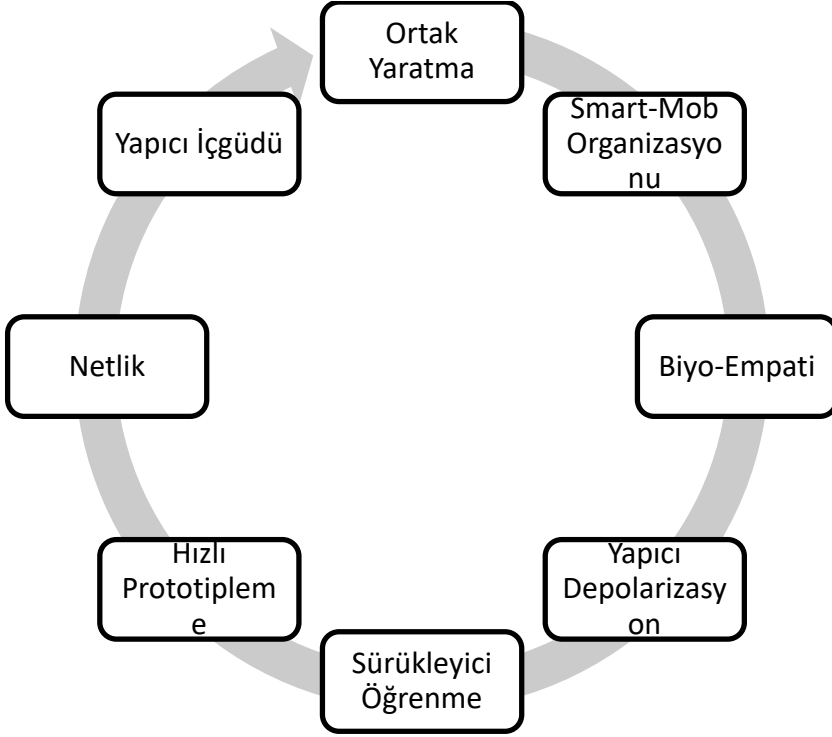 Ortak
Yaratma
Smart-Mob
Organizasyo
nu
Biyo-Empati
Yapıcı
Depolarizasy
on
Sürükleyici
Öğrenme
Hızlı
Prototiplem
e
Netlik
Yapıcı İçgüdü